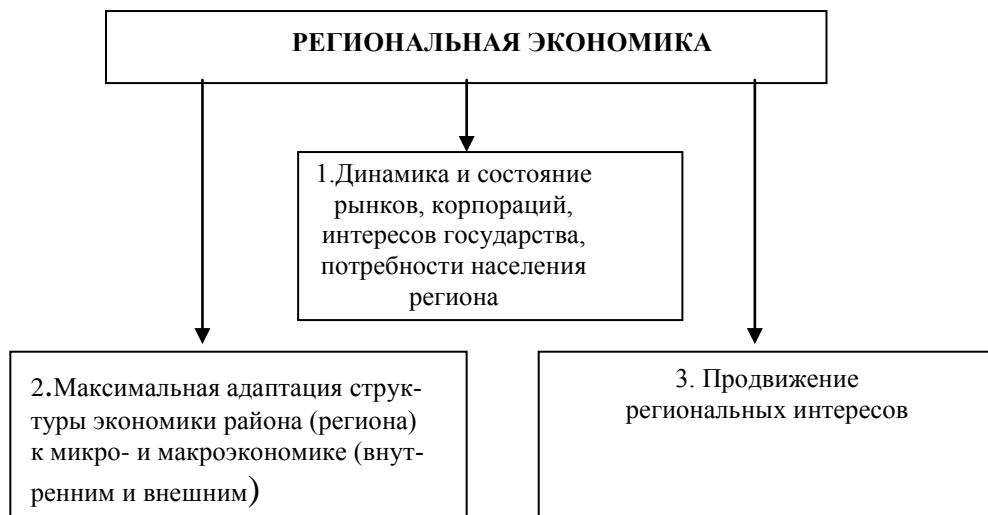 РЕГИОНАЛЬНАЯ ЭКОНОМИКА
1.Динамика и состояние
рынков, корпораций,
интересов государства,
потребности населения
региона
2.Максимальная адаптация струк-
туры экономики района (региона)
к микро- и макроэкономике (внут-
ренним и внешним)
3. Продвижение
региональных интересов